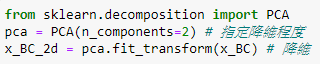 from sklearn.decomposition import PCA
pca = PCA(n_components=2) # 指定降維程度
x_BC_2d = pca.fit_transform(x_BC) # 降維